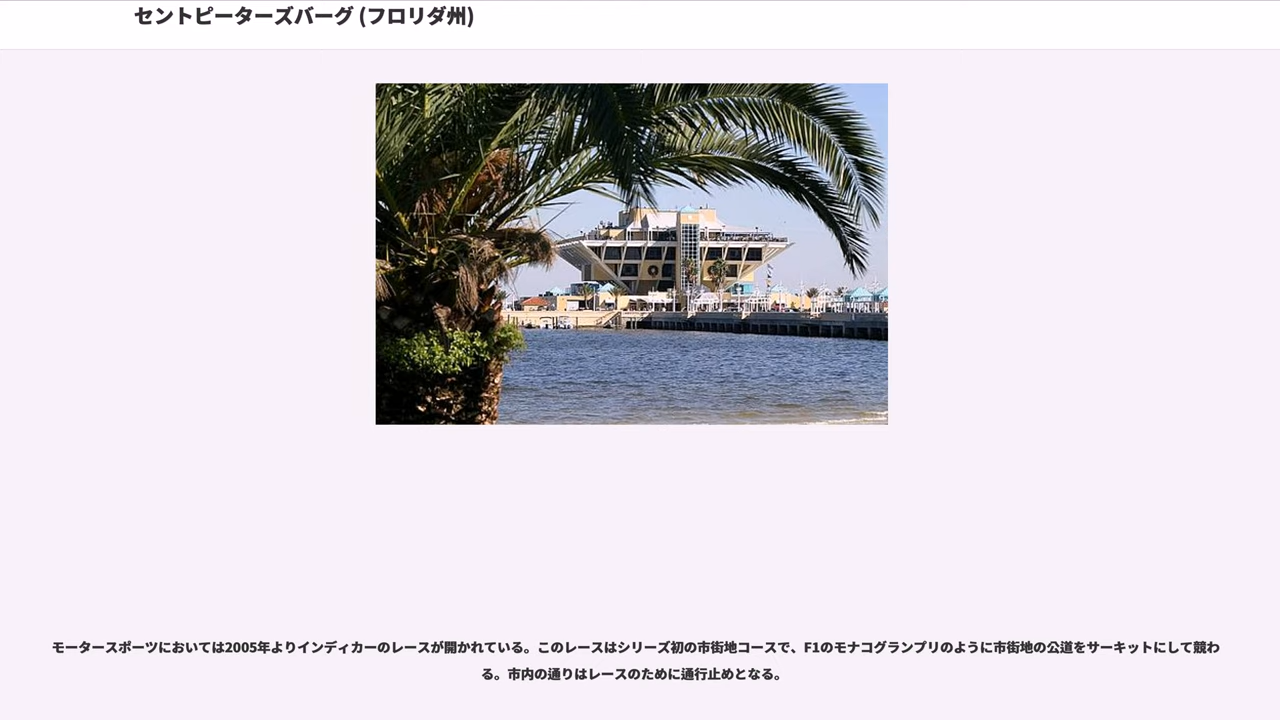 セントピーターズバーグ (フロリダ州)
モータースポーツにおいては2005年よりインディカーのレースが開かれている。このレースはシリーズ初の市街地コースで、F1のモナコグランプリのように市街地の公道をサーキットにして競わ
る。市内の通りはレースのために通行止めとなる。